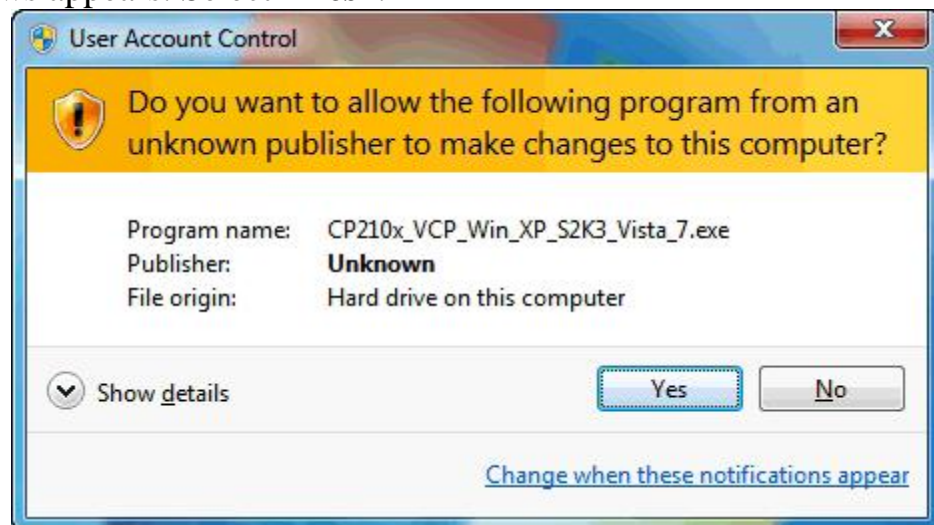 appears. Select
User Account Control
Do you want to allow the following program from an
unknown publisher to make changes to this computer?
Program name: CP210x_VCP_Win_XP_S2K3_Vista_7.exe
Publisher: Unknown
File origin: Hard drive on this computer
Show details
Yes No
Change when these notifications appear